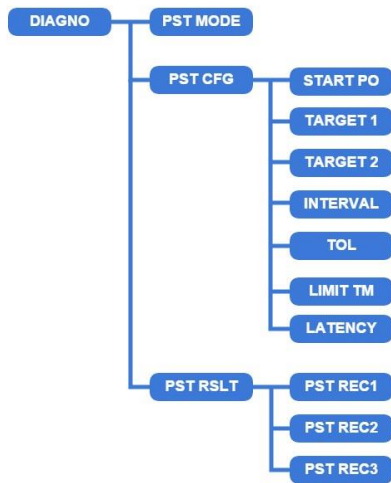 DIAGNO
PST MODE
PST CFG
START PO
TARGET 1
TARGET 2
INTERVAL
TOL
LIMIT TM
LATENCY
PST RSLT
PST REC1
PST REC2
PST REC3